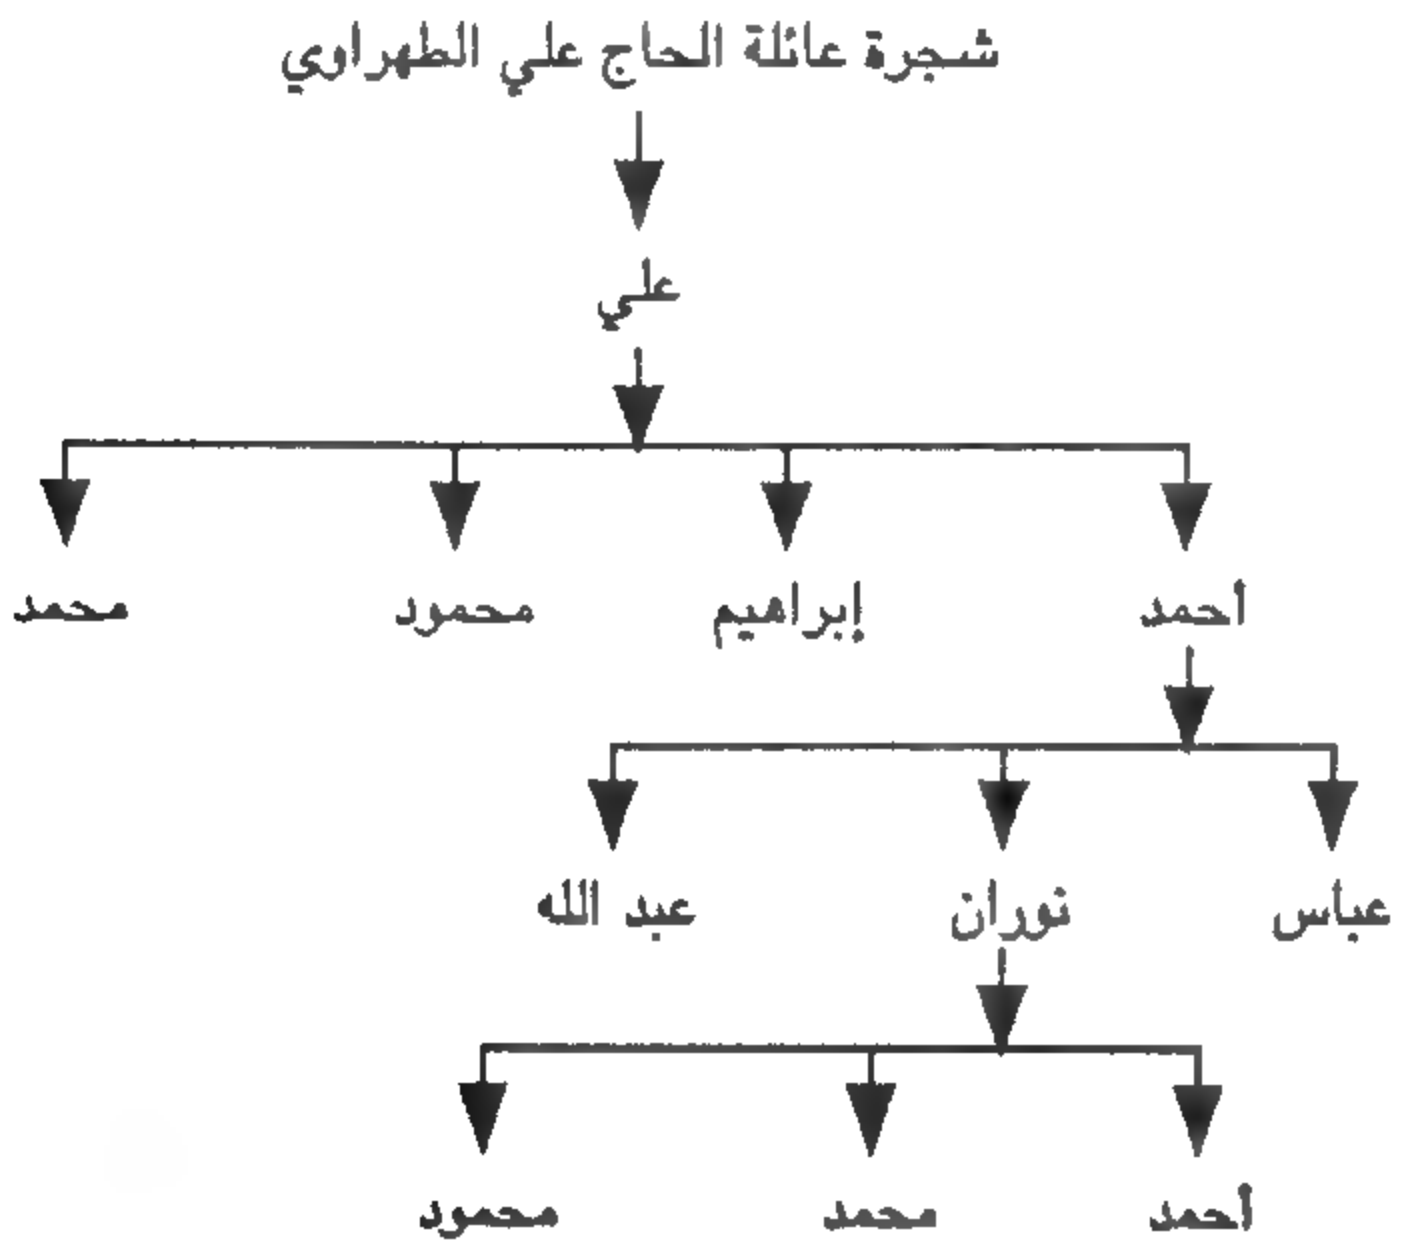 شجرة عائلة الحاج علي الطهراوي
علي
أحمد إبراهيم محمود محمد
عباس نوران عبد الله
أحمد محمد محمود